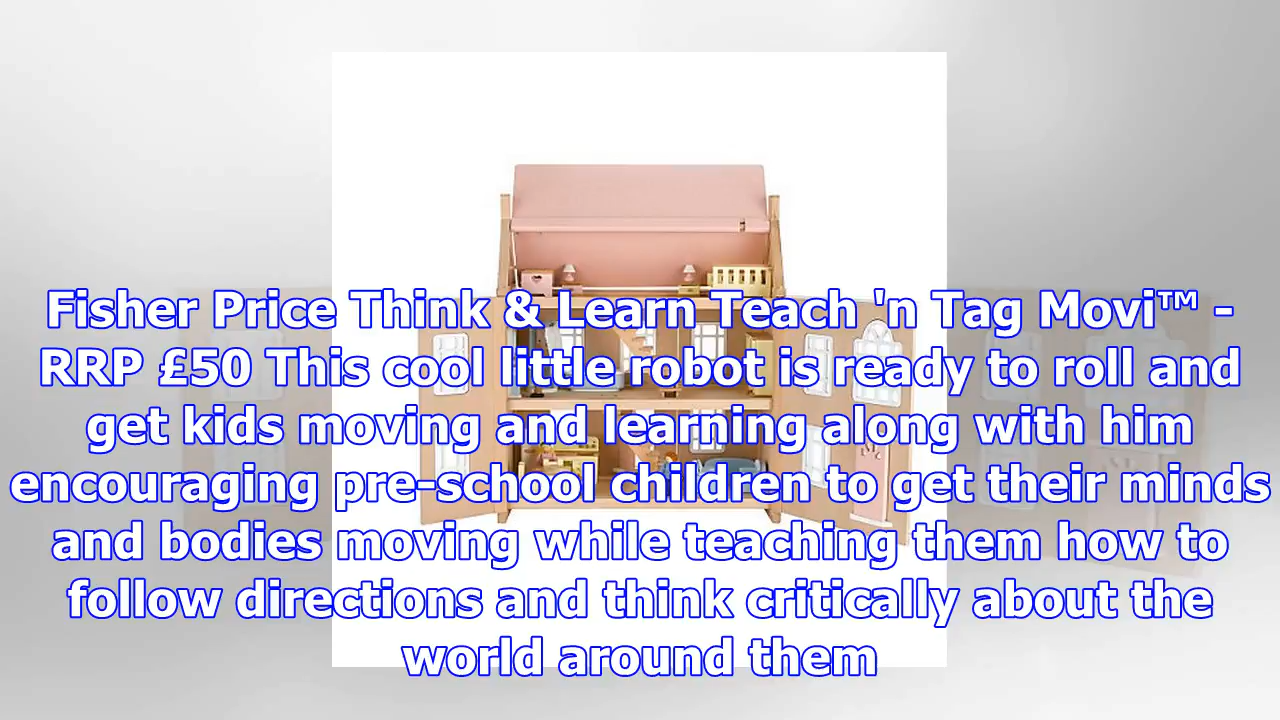 Fisher Price Think & Learn Teach 'n Tag Movi™ -
RRP £50 This cool little robot is ready to roll and
get kids moving and learning along with him
encouraging pre-school children to get their minds
and bodies moving while teaching them how to
follow directions and think critically about the
world around them